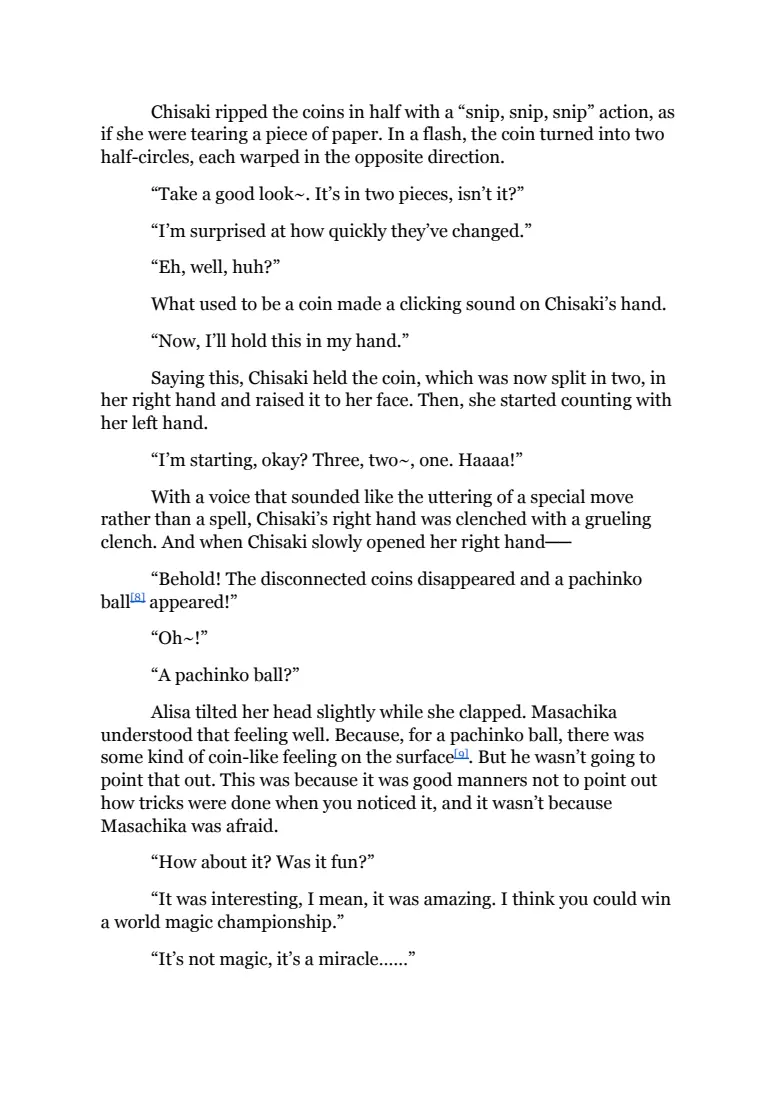 Chisaki ripped the coins in half with a “snip, snip, snip” action, as
if she were tearing a piece of paper. In a flash, the coin turned into two
half-circles, each warped in the opposite direction.
“Take a good look~. It’s in two pieces, isn’t it?”
“I’m surprised at how quickly they’ve changed.”
“Eh, well, huh?”
What used to be a coin made a clicking sound on Chisaki’s hand.
“Now, I’ll hold this in my hand.”
Saying this, Chisaki held the coin, which was now split in two, in
her right hand and raised it to her face. Then, she started counting with
her left hand.
“I’m starting, okay? Three, two~, one. Haaaa!”
With a voice that sounded like the uttering of a special move
rather than a spell, Chisaki’s right hand was clenched with a grueling
clench. And when Chisaki slowly opened her right hand──
“Behold! The disconnected coins disappeared and a pachinko
ball[8] appeared!”
“Oh~!”
“A pachinko ball?”
Alisa tilted her head slightly while she clapped. Masachika
understood that feeling well. Because, for a pachinko ball, there was
some kind of coin-like feeling on the surface[9]. But he wasn’t going to
point that out. This was because it was good manners not to point out
how tricks were done when you noticed it, and it wasn’t because
Masachika was afraid.
“How about it? Was it fun?”
“It was interesting, I mean, it was amazing. I think you could win
a world magic championship.”
“It’s not magic, it’s a miracle......”